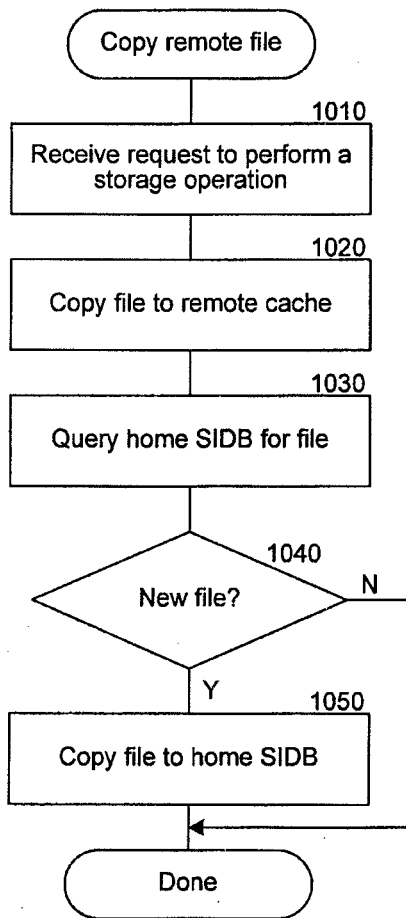 Copy remote file
1010
Receive request to perform a
storage operation
1020
Copy file to remote cache
1030
Query home SIDB for file
1040
New file?
N
Y
1050
Copy file to home SIDB
Done